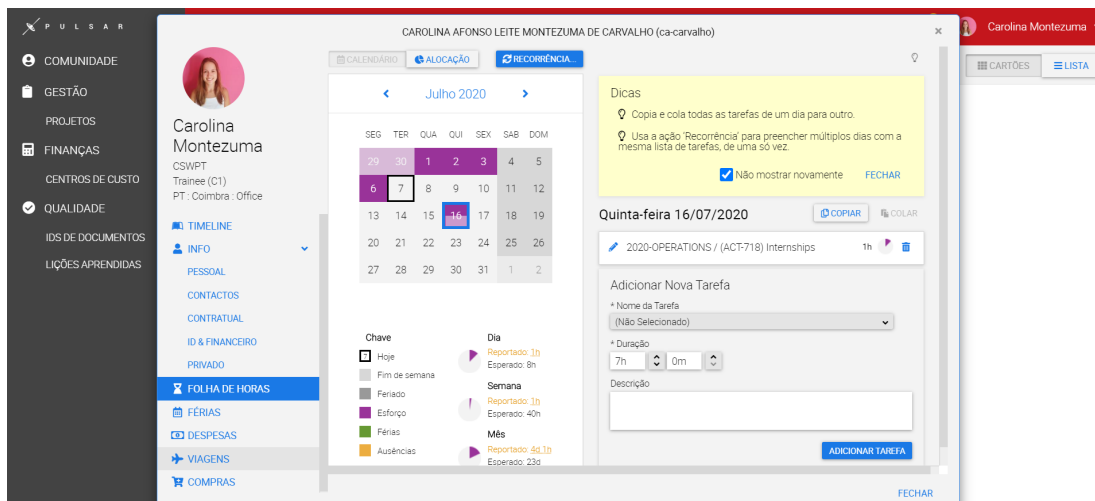 PULSAR
COMUNIDADE
GESTÃO
PROJETOS
FINANÇAS
CENTROS DE CUSTO
QUALIDADE
IDS DE DOCUMENTOS
LIÇÕES APRENDIDAS
CAROLINA AFONSO LEITE MONTEZUMA DE CARVALHO (ca-carvalho)
×
Carolina Montezuma
CARTÕES
LISTA
Carolina
Montezuma
CSWPT
Trainee (C1)
PT : Coimbra : Office
TIMELINE
INFO
PESSOAL
CONTACTOS
CONTRATUAL
ID & FINANCEIRO
PRIVADO
FOLHA DE HORAS
FÉRIAS
DESPESAS
VIAGENS
COMPRAS
CALENDÁRIO
ALOCAÇÃO
RECORRÊNCIA...
Julho 2020
SEG TER QUA QUI SEX SAB DOM
29 30 1 2 3 4 5
6 7 8 9 10 11 12
13 14 15 16 17 18 19
20 21 22 23 24 25 26
27 28 29 30 31 1 2
Chave
7 Hoje
Fim de semana
Feriado
Esforço
Férias
Ausências
Dia
Reportado: 1h
Esperado: 8h
Semana
Reportado: 1h
Esperado: 40h
Mês
Reportado: 4d 1h
Esperado: 23d
Dicas
Copia e cola todas as tarefas de um dia para outro.
Usa a ação 'Recorrência' para preencher múltiplos dias com a
mesma lista de tarefas, de uma só vez.
Não mostrar novamente
FECHAR
Quinta-feira 16/07/2020
COPIAR
COLAR
2020-OPERATIONS / (ACT-718) Internships
1h
Adicionar Nova Tarefa
* Nome da Tarefa
(Não Selecionado)
* Duração
7h
0m
Descrição
ADICIONAR TAREFA
FECHAR